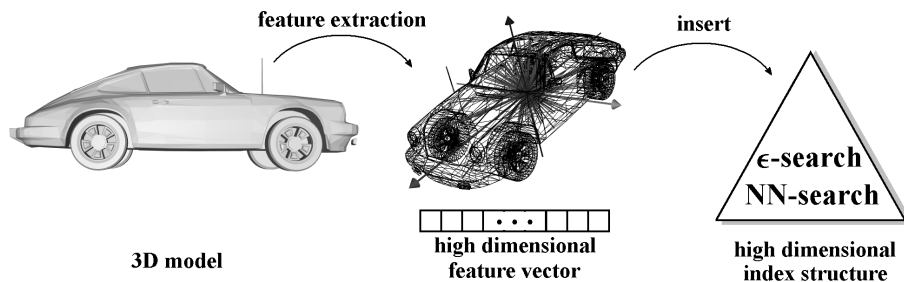 feature extraction
insert
ϵ-search
NN-search
3D model
high dimensional
feature vector
high dimensional
index structure